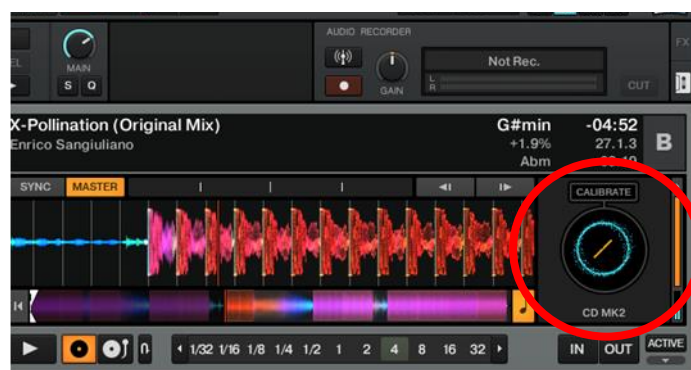 AUDIO RECORDER
MAIN
S Q
GAIN
L
R
Not Rec.
CUT
FX
X-Pollination (Original Mix)
Enrico Sangiuliano
G#min
+1.9%
Abm
-04:52
27.1.3
B
SYNC MASTER
CALIBRATE
CD MK2
1/32 1/16 1/8 1/4 1/2 1 2 4 8 16 32
IN OUT
ACTIVE